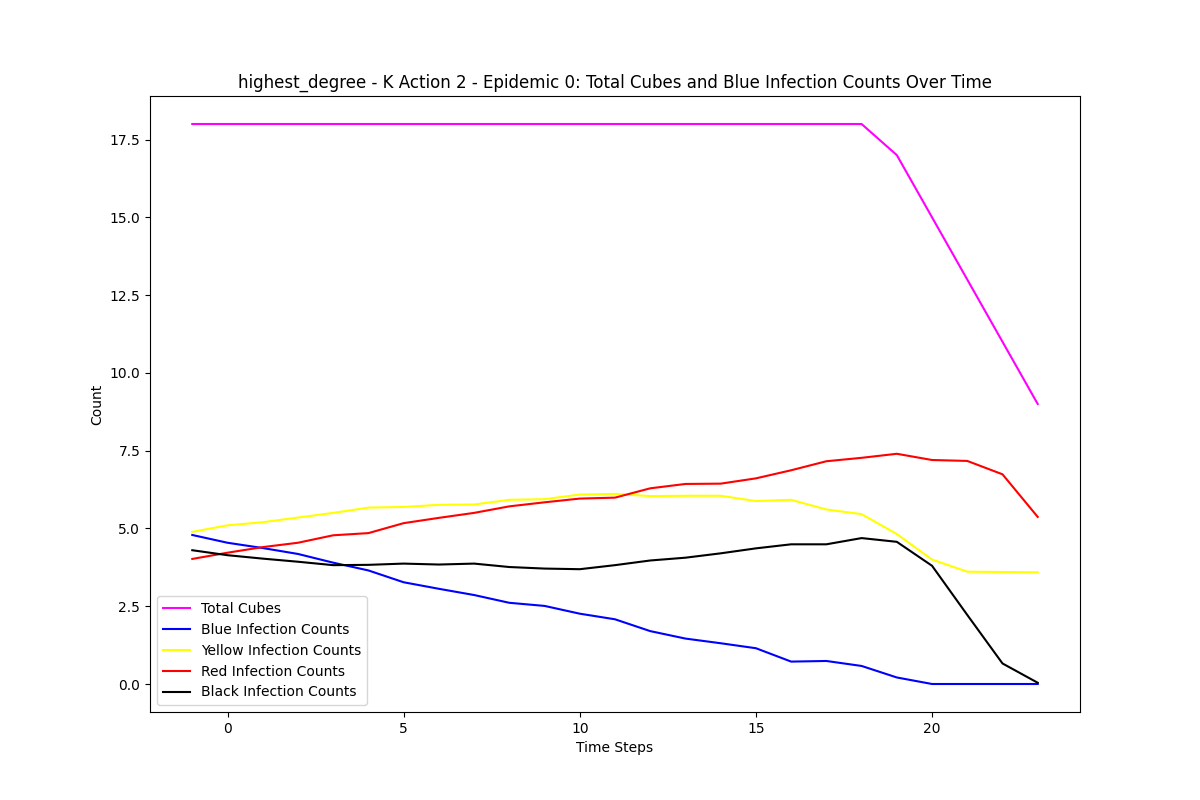 highest_degree - K Action 2 - Epidemic 0: Total Cubes and Blue Infection Counts Over Time
17.5
15.0
12.5
10.0
7.5
5.0
2.5
0.0
Count
Total Cubes
Blue Infection Counts
Yellow Infection Counts
Red Infection Counts
Black Infection Counts
0 5 10 15 20
Time Steps